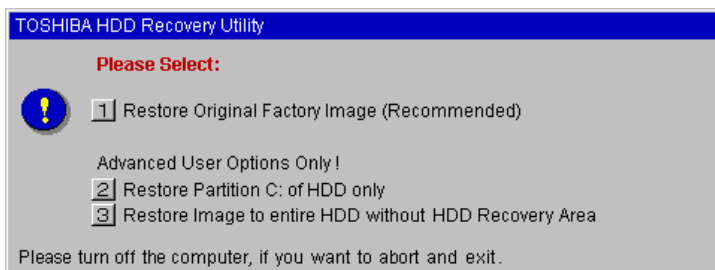 TOSHIBA HDD Recovery Utility
Please Select:
!
1 Restore Original Factory Image (Recommended)
Advanced User Options Only !
2 Restore Partition C: of HDD only
3 Restore Image to entire HDD without HDD Recovery Area
Please turn off the computer, if you want to abort and exit.